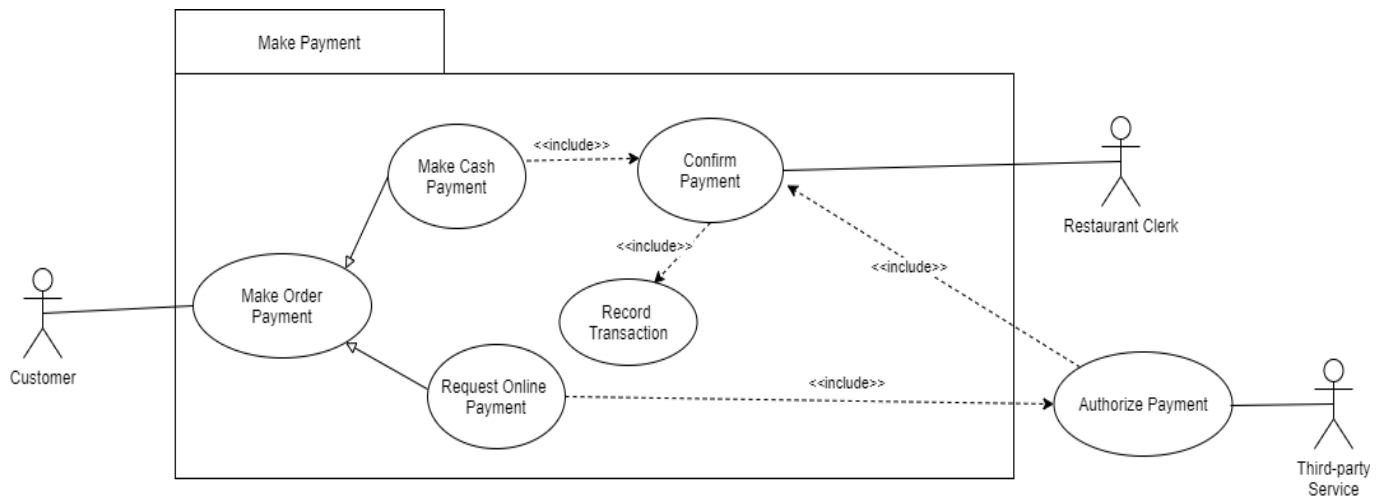 Make Payment
Make Cash
Payment
<<include>>
Confirm
Payment
Restaurant Clerk
<<include>>
<<include>>
Make Order
Payment
Record
Transaction
Customer
Request Online
Payment
<<include>>
Authorize Payment
Third-party
Service